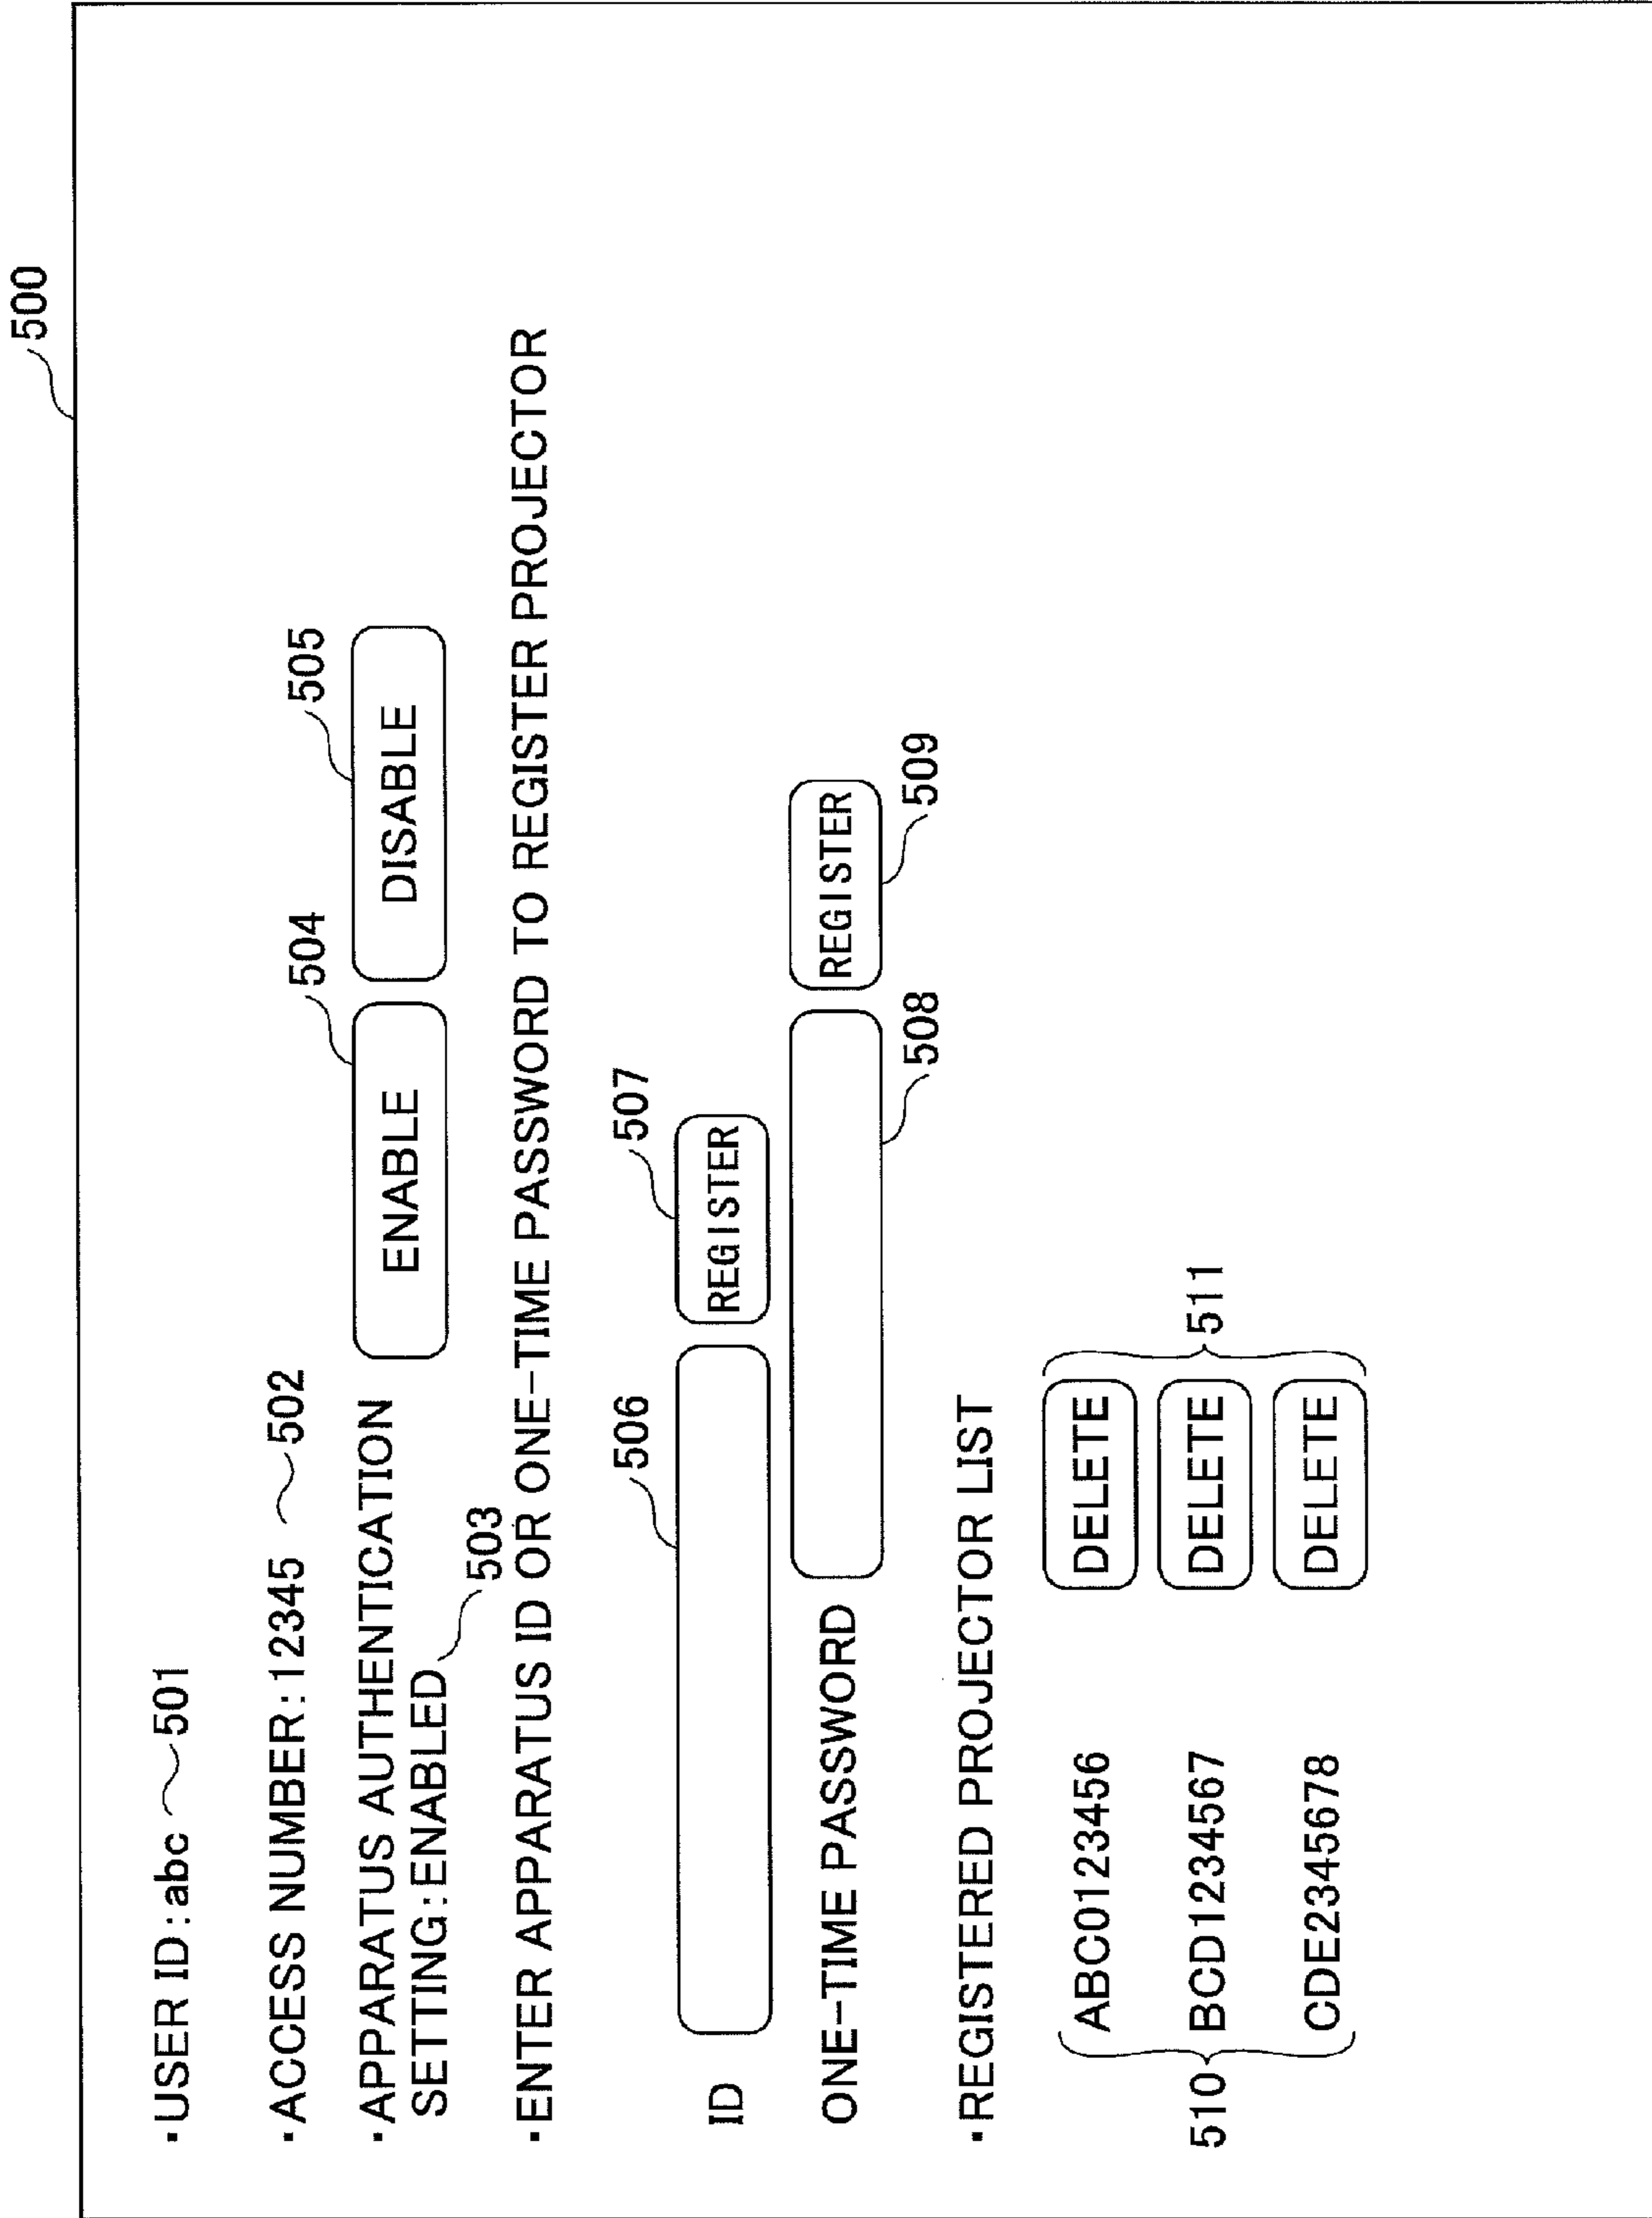 500
・USER ID:abc ～501
・ACCESS NUMBER:12345 ～502
504 505
・APPARATUS AUTHENTICATION ENABLE DISABLE
SETTING:ENABLED 503
・ENTER APPARATUS ID OR ONE-TIME PASSWORD TO REGISTER PROJECTOR
506 507
ID REGISTER
ONE-TIME PASSWORD REGISTER
508 509
・REGISTERED PROJECTOR LIST
ABC0123456 DELETE
510 BCD1234567 DELETE 511
CDE2345678 DELETE